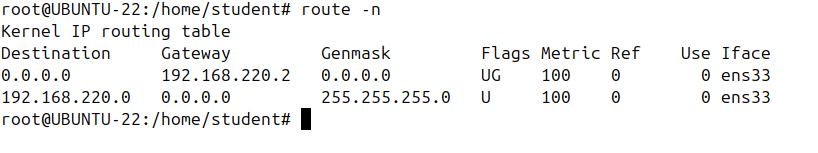 root@UBUNTU-22:/home/student# route -n
Kernel IP routing table
Destination     Gateway         Genmask         Flags Metric Ref    Use Iface
0.0.0.0         192.168.220.2   0.0.0.0         UG    100    0        0 ens33
192.168.220.0   0.0.0.0         255.255.255.0   U     100    0        0 ens33
root@UBUNTU-22:/home/student#